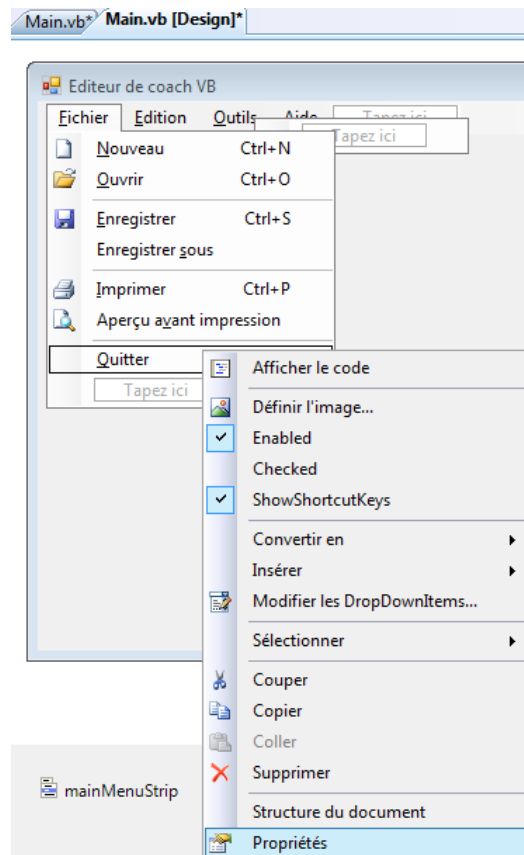 Main.vb* Main.vb [Design]*
Editeur de coach VB
Fichier Edition Outils Aide Tapez ici
Tapez ici
Nouveau Ctrl+N
Ouvrir Ctrl+O
Enregistrer Ctrl+S
Enregistrer sous
Imprimer Ctrl+P
Aperçu avant impression
Quitter
Tapez ici
Afficher le code
Définir l'image...
Enabled
Checked
ShowShortcutKeys
Convertir en
Insérer
Modifier les DropDownItems...
Sélectionner
Couper
Copier
Coller
Supprimer
mainMenuStrip
Structure du document
Propriétés